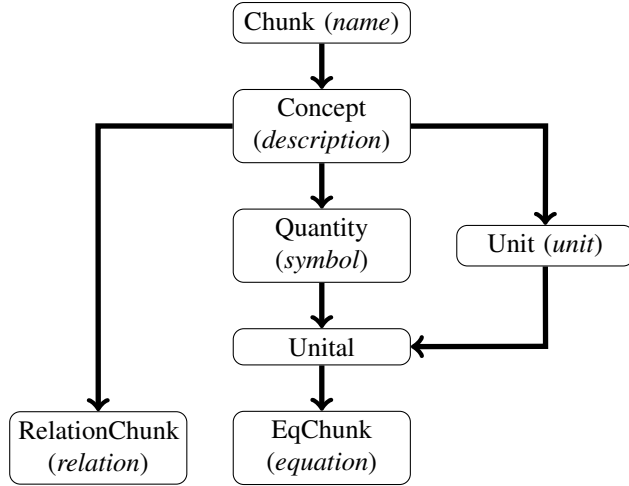 Chunk (name)
Concept
(description)
Quantity
(symbol)
Unit (unit)
Unital
RelationChunk
(relation)
EqChunk
(equation)